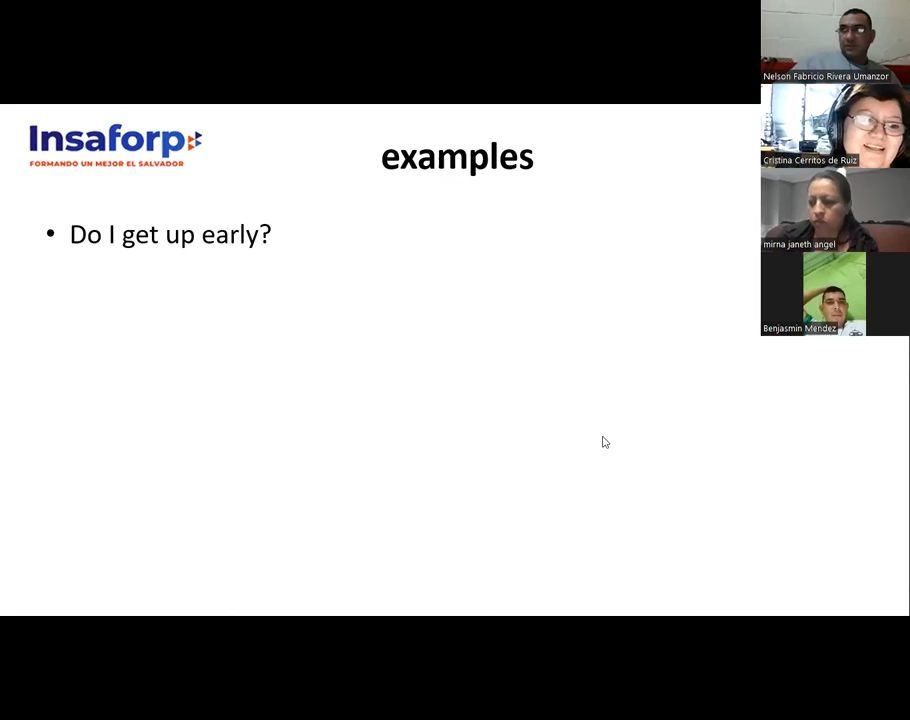 Insaforp
FORMANDO UN MEJOR EL SALVADOR
examples
• Do I get up early?
Nelson Fabricio Rivera Umanzor
Cristina Cerritos de Ruiz
mirna janeth angel
Benjasmin Mendez